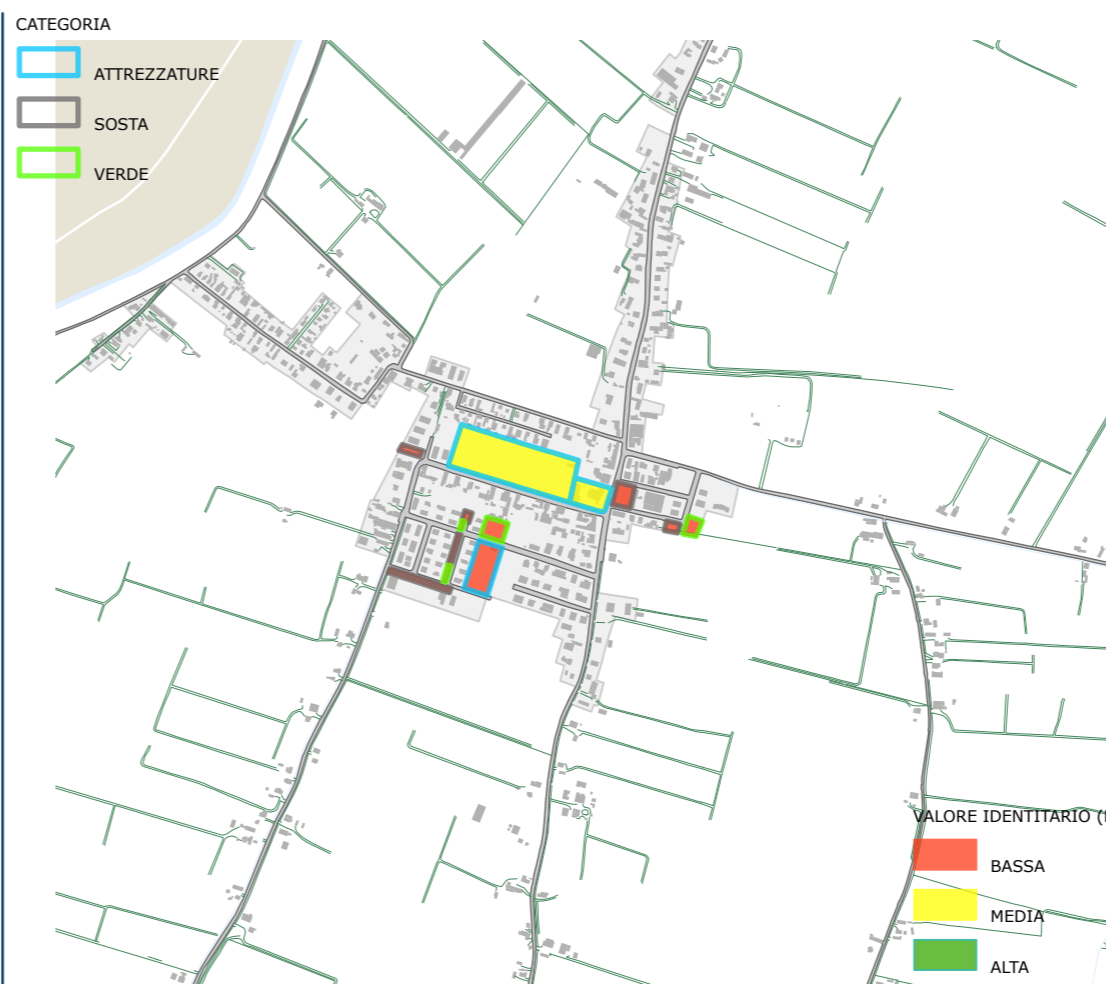 CATEGORIA
ATTREZZATURE
SOSTA
VERDE
VALORE IDENTITARIO (
BASSA
MEDIA
ALTA